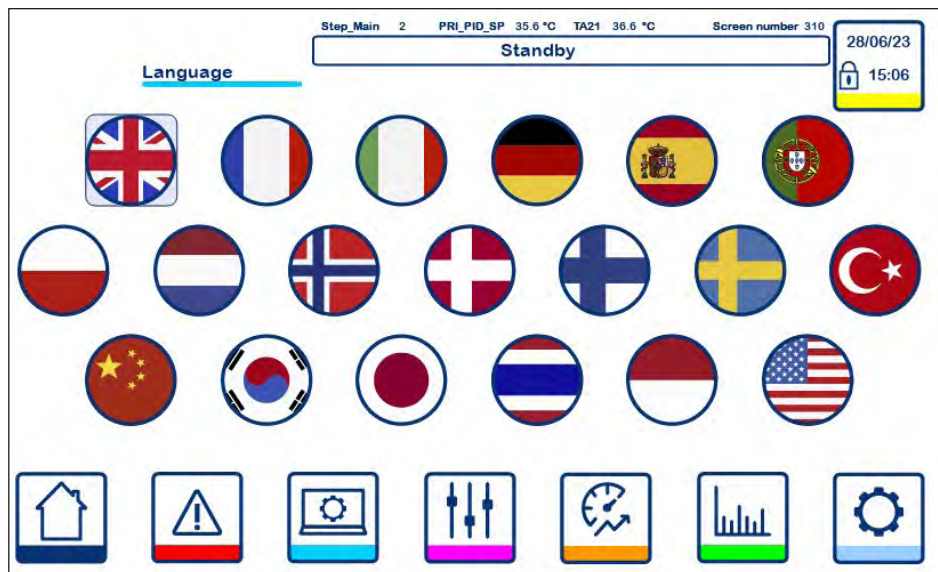 Step_Main 2 PRI_PID_SP 35.6 °C TA21 36.6 °C Screen number 310
Standby
28/06/23
15:06
Language